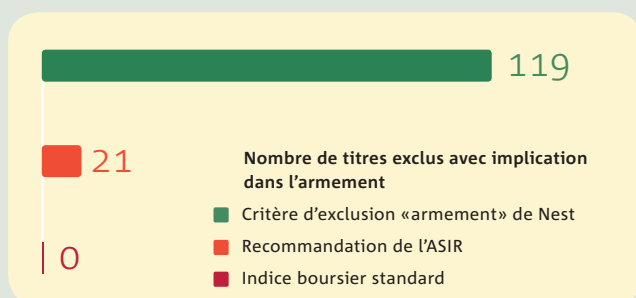 119
21
Nombre de titres exclus avec implication
dans l’armement
Critère d’exclusion «armement» de Nest
Recommandation de l’ASIR
0
Indice boursier standard